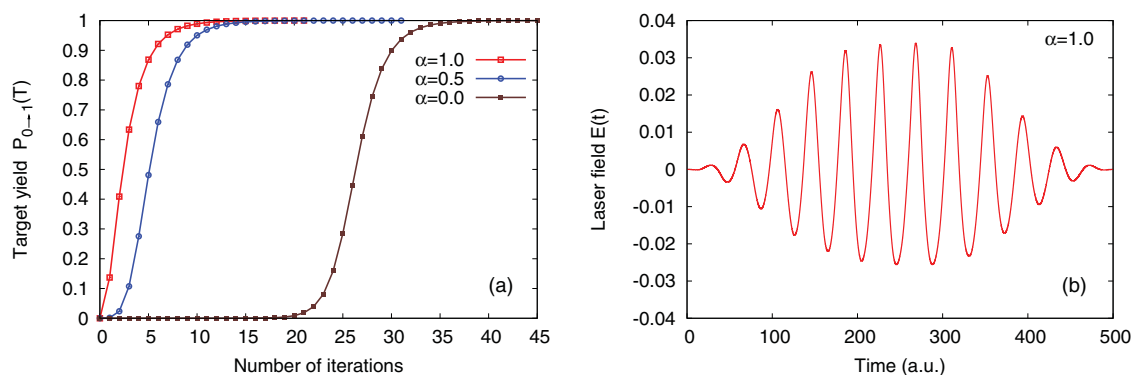 1
0.9
0.8
0.7
0.6
0.5
0.4
0.3
0.2
0.1
0
0 5 10 15 20 25 30 35 40 45
Target yield P0→1(T)
Number of iterations
α=1.0
α=0.5
α=0.0
(a)
0.04
0.03
0.02
0.01
0
-0.01
-0.02
-0.03
-0.04
0 100 200 300 400 500
Laser field E(t)
Time (a.u.)
α=1.0
(b)